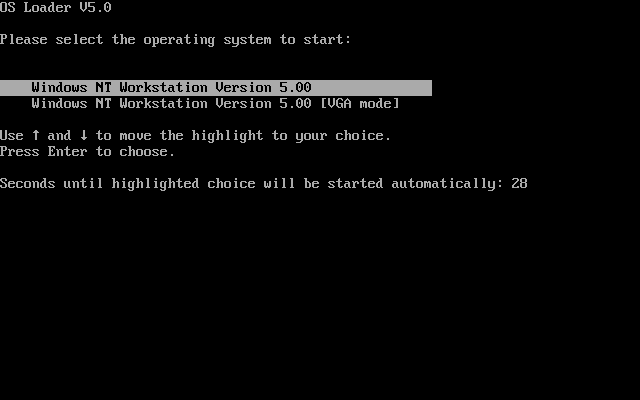 OS Loader V5.0
Please select the operating system to start:
Windows NT Workstation Version 5.00
Windows NT Workstation Version 5.00 [VGA mode]
Use ↑ and ↓ to move the highlight to your choice.
Press Enter to choose.
Seconds until highlighted choice will be started automatically: 28